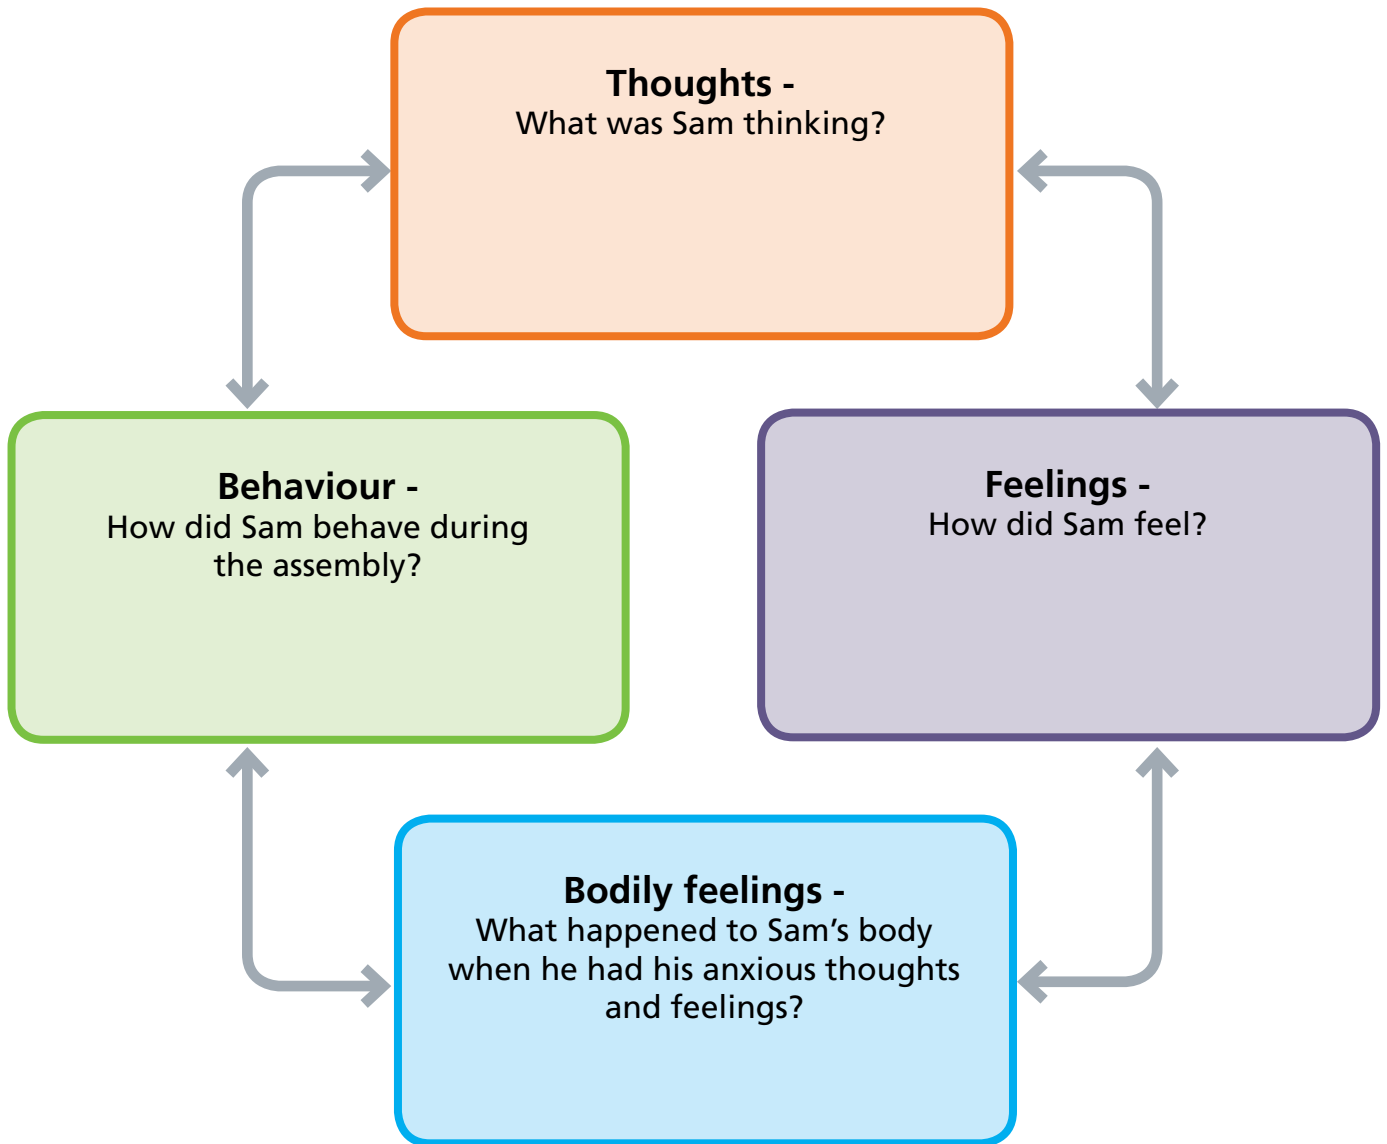 Thoughts -
What was Sam thinking?
Behaviour -
How did Sam behave during
the assembly?
Feelings -
How did Sam feel?
Bodily feelings -
What happened to Sam’s body
when he had his anxious thoughts
and feelings?